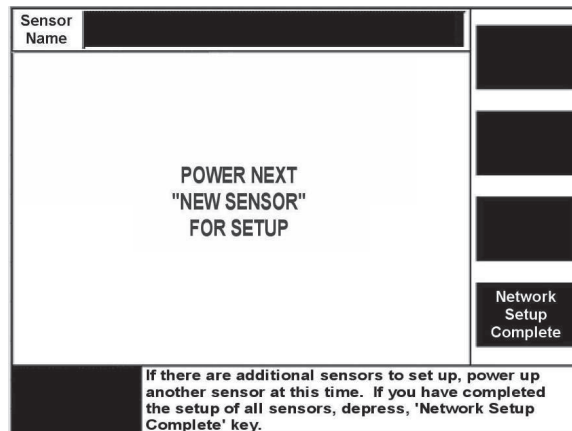 Sensor
Name
POWER NEXT
"NEW SENSOR"
FOR SETUP
Network
Setup
Complete
If there are additional sensors to set up, power up
another sensor at this time. If you have completed
the setup of all sensors, depress, 'Network Setup
Complete' key.